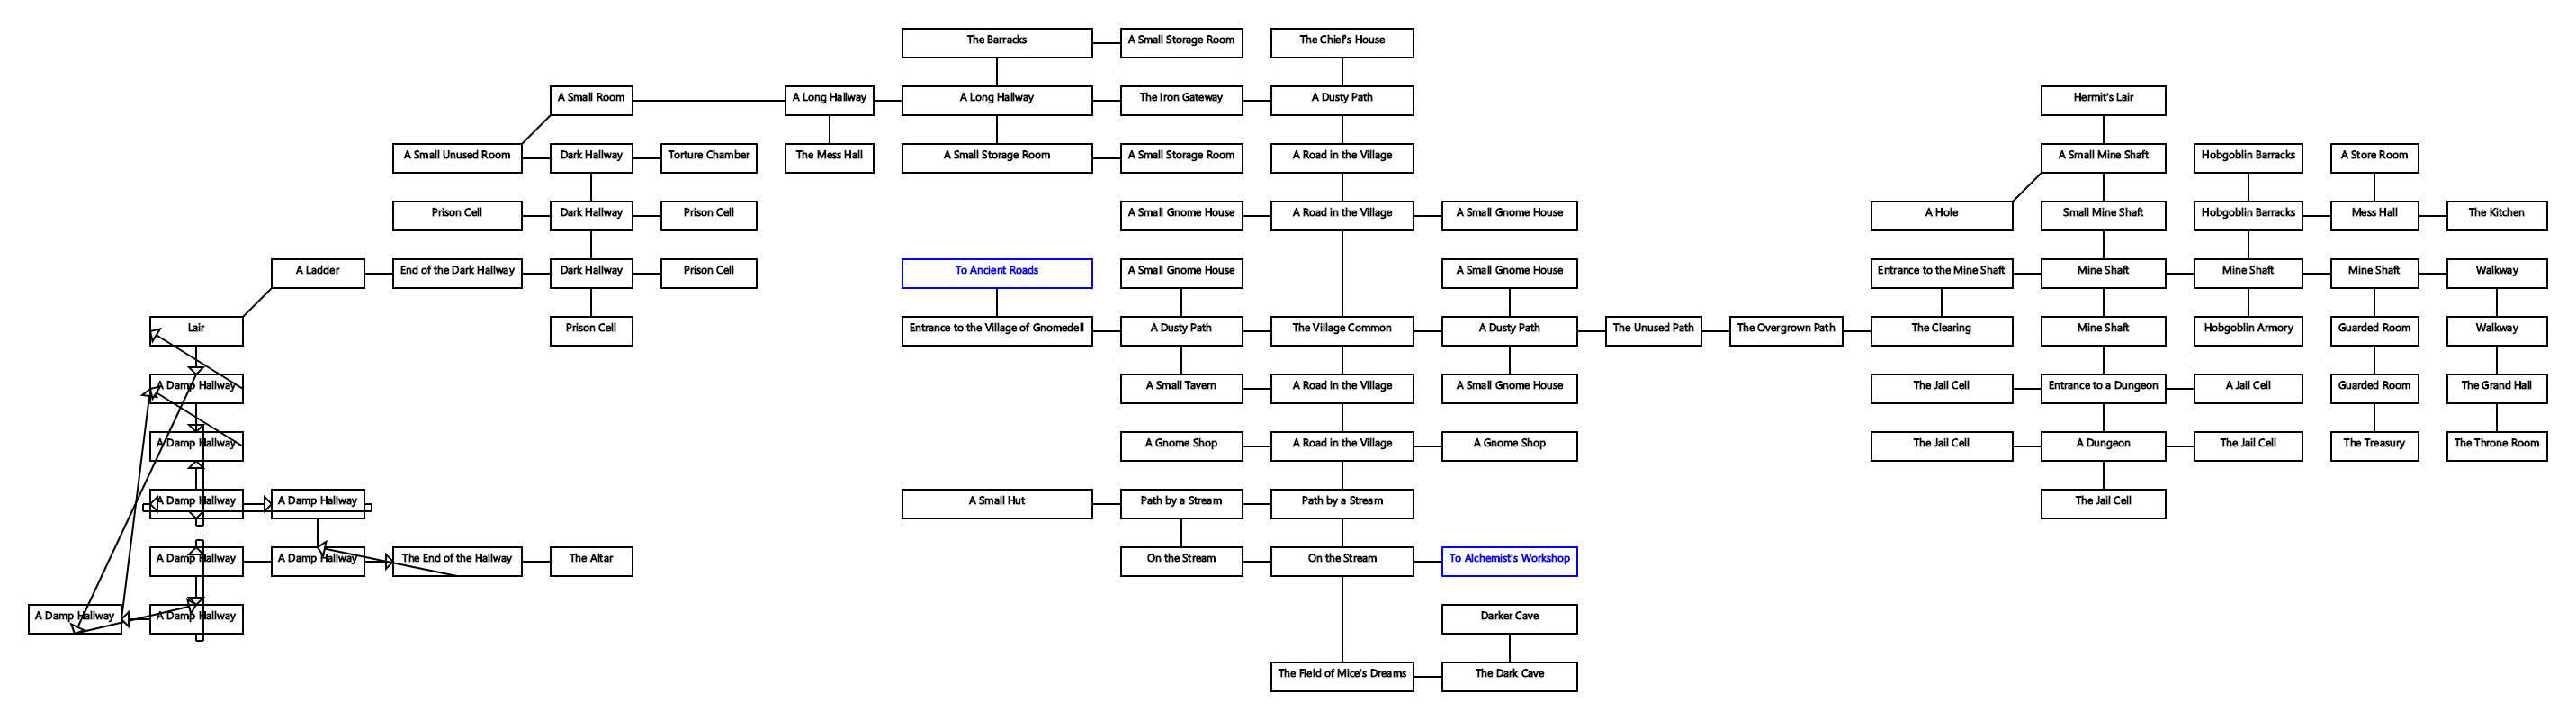 The Barracks
A Small Storage Room
The Chief's House
A Small Room
A Long Hallway
A Long Hallway
The Iron Gateway
A Dusty Path
Hermit's Lair
A Small Unused Room
Dark Hallway
Torture Chamber
The Mess Hall
A Small Storage Room
A Small Storage Room
A Road in the Village
A Small Mine Shaft
Hobgoblin Barracks
A Store Room
Prison Cell
Dark Hallway
Prison Cell
A Small Gnome House
A Road in the Village
A Small Gnome House
A Hole
Small Mine Shaft
Hobgoblin Barracks
Mess Hall
The Kitchen
A Ladder
End of the Dark Hallway
Dark Hallway
Prison Cell
To Ancient Roads
A Small Gnome House
A Small Gnome House
Entrance to the Mine Shaft
Mine Shaft
Mine Shaft
Mine Shaft
Walkway
Lair
Prison Cell
Entrance to the Village of Gnomedell
A Dusty Path
The Village Common
A Dusty Path
The Unused Path
The Overgrown Path
The Clearing
Mine Shaft
Hobgoblin Armory
Guarded Room
Walkway
A Damp Hallway
A Small Tavern
A Road in the Village
A Small Gnome House
The Jail Cell
Entrance to a Dungeon
A Jail Cell
Guarded Room
The Grand Hall
A Damp Hallway
A Gnome Shop
A Road in the Village
A Gnome Shop
The Jail Cell
A Dungeon
The Jail Cell
The Treasury
The Throne Room
A Damp Hallway
A Damp Hallway
A Small Hut
Path by a Stream
Path by a Stream
The Jail Cell
A Damp Hallway
A Damp Hallway
The End of the Hallway
The Altar
On the Stream
On the Stream
To Alchemist's Workshop
A Damp Hallway
A Damp Hallway
Darker Cave
The Field of Mice's Dreams
The Dark Cave